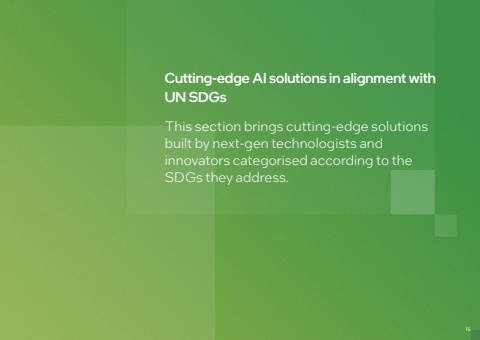 Cutting-edge AI solutions in alignment with
UN SDGs
This section brings cutting-edge solutions
built by next-gen technologists and
innovators categorised according to the
SDGs they address.